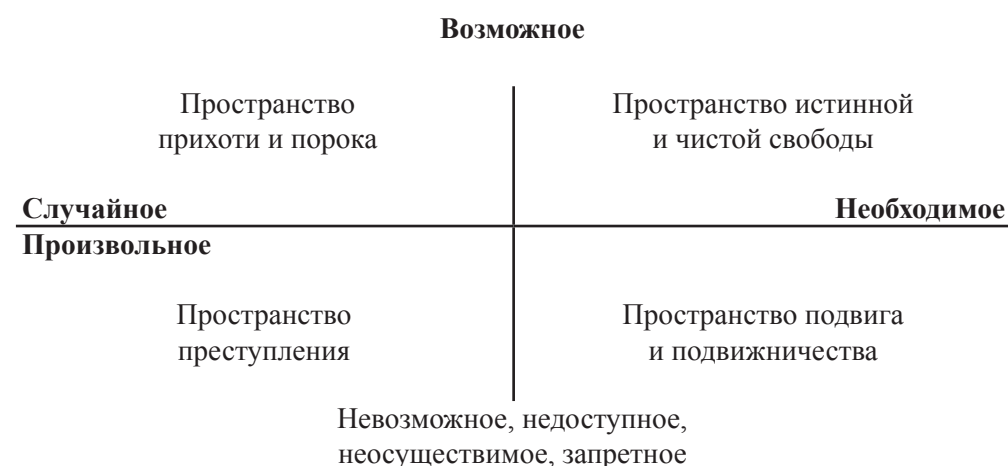 Возможное
Пространство
прихоти и порока
Пространство истинной
и чистой свободы
Случайное
Необходимое
Произвольное
Пространство
преступления
Пространство подвига
и подвижничества
Невозможное, недоступное,
неосуществимое, запретное